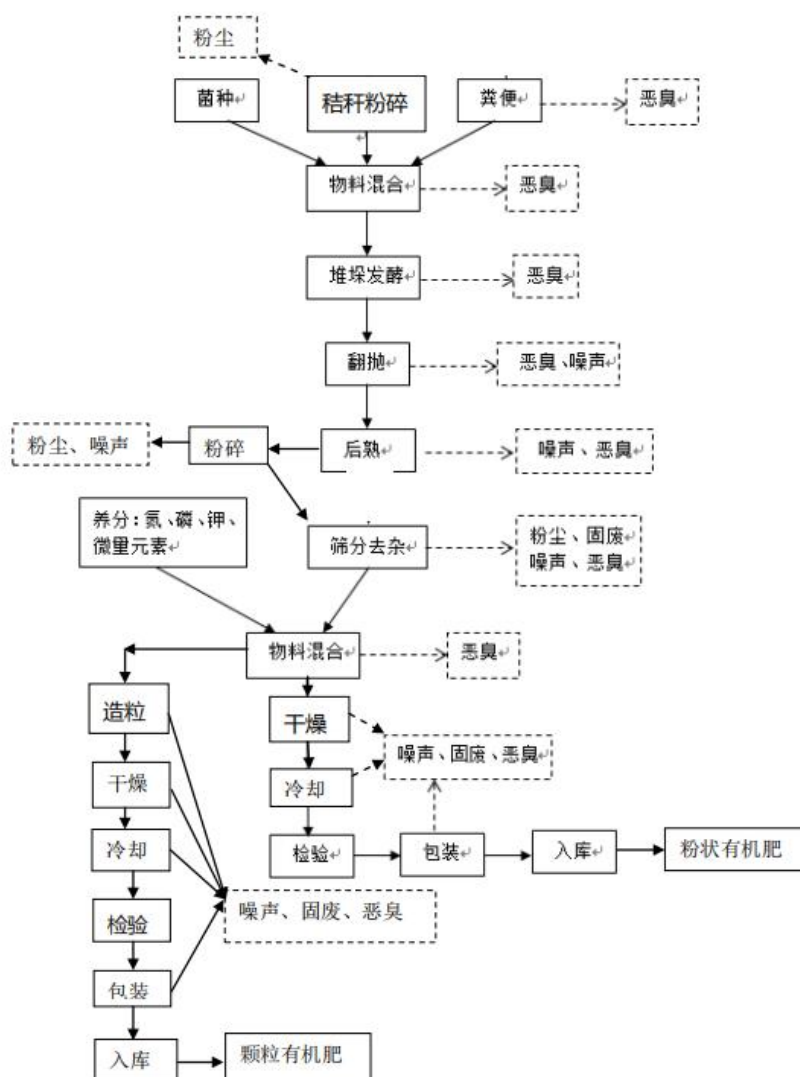 粉尘
菌种
秸秆粉碎
粪便
恶臭
物料混合
恶臭
堆垛发酵
恶臭
翻抛
恶臭、噪声
粉尘、噪声
粉碎
后熟
噪声、恶臭
养分：氮、磷、钾、
微量元素
筛分去杂
粉尘、固废
噪声、恶臭
物料混合
恶臭
造粒
干燥
噪声、固废、恶臭
干燥
冷却
冷却
检验
包装
入库
粉状有机肥
噪声、固废、恶臭
检验
包装
入库
颗粒有机肥